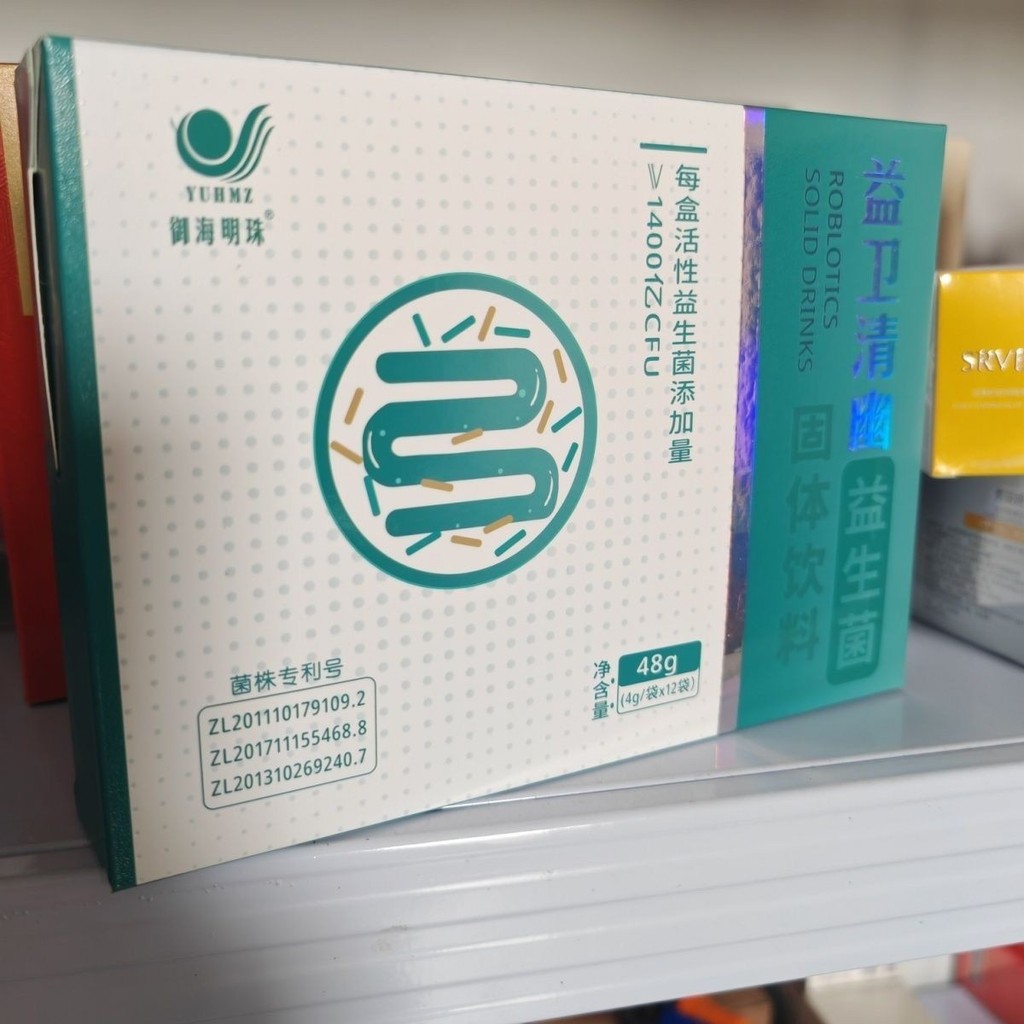 YUHMZ
御海明珠®
每盒活性益生菌添加量
≥1400亿CFU
菌株专利号
ZL201110179109.2
ZL201711155468.8
ZL201310269240.7
净含量:
48g
(4g/袋x12袋)
益卫清幽
益生菌
ROBLOTICS
SOLID DRINKS
固体饮料